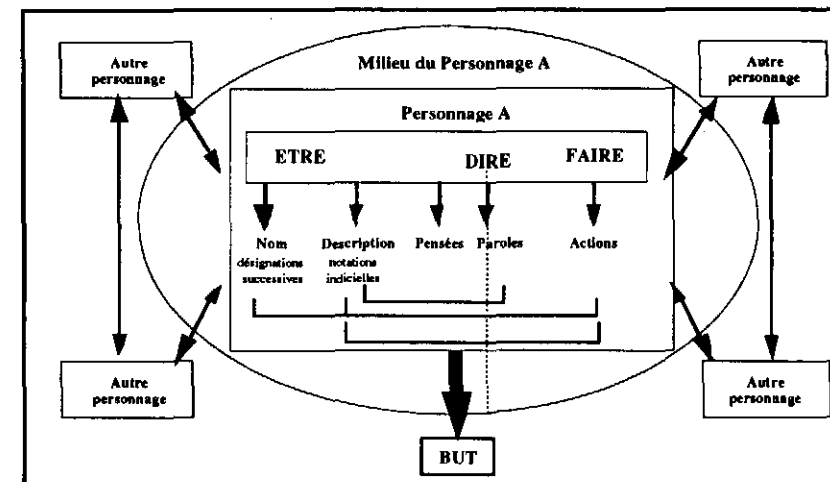 Autre
personnage
Milieu du Personnage A
Autre
personnage
Personnage A
ETRE DIRE FAIRE
Nom Description Pensées Paroles Actions
désignations notations
successives indicielles
Autre
personnage
Autre
personnage
BUT